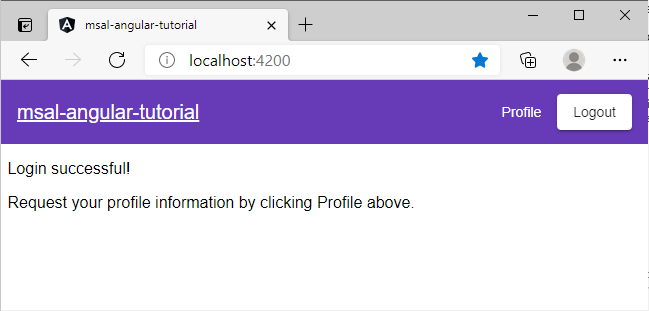 msal-angular-tutorial
localhost:4200
msal-angular-tutorial Profile Logout
Login successful!
Request your profile information by clicking Profile above.